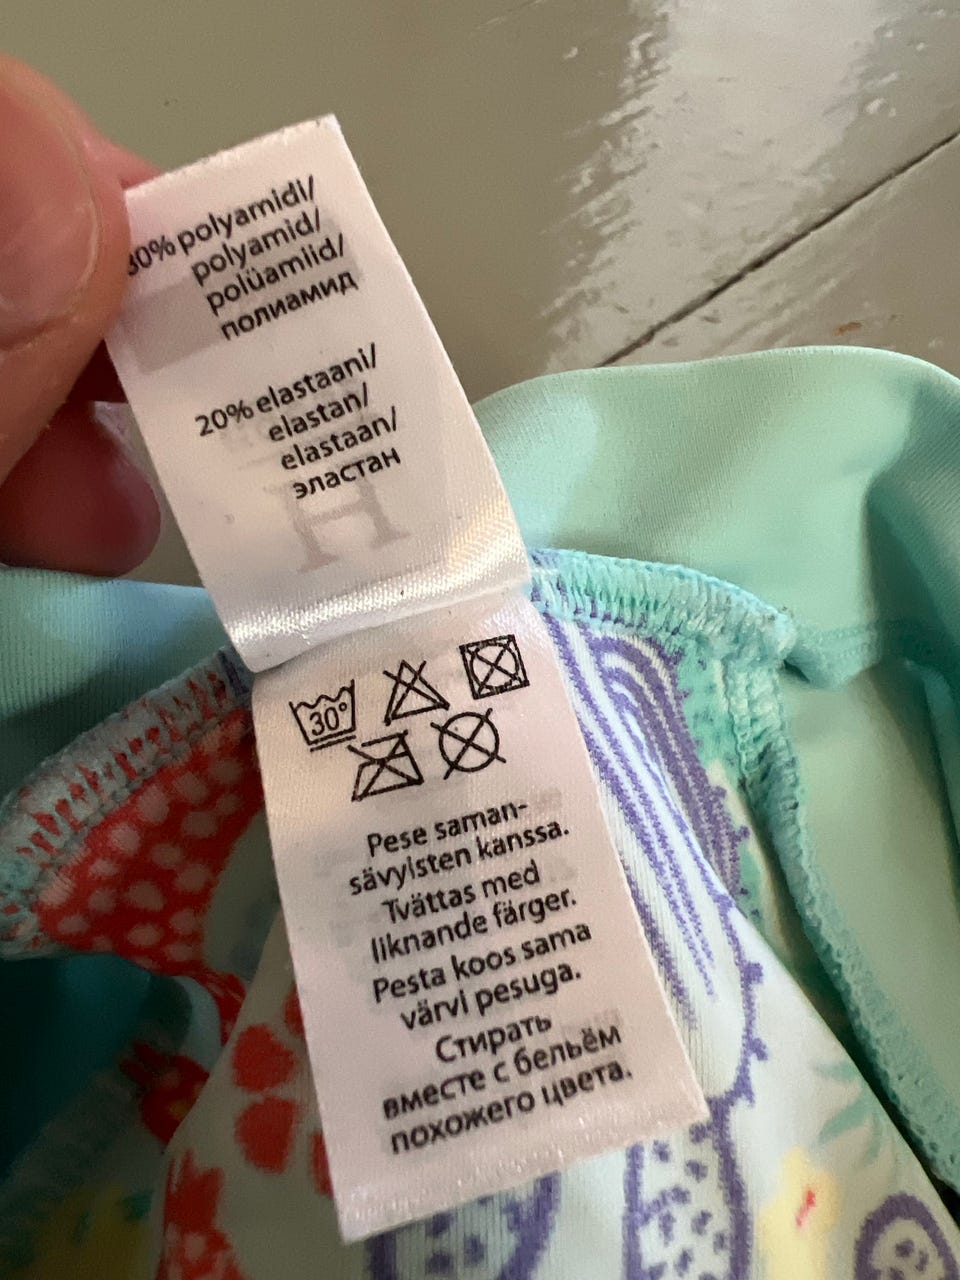 80% polyamidi/
polyamid/
polüamiid/
полиамид
20% elastaani/
elastan/
elastaan/
эластан
30°
Pese saman-
sävyisten kanssa.
Tvättas med
liknande färger.
Pesta koos sama
värvi pesuga.
Стирать
вместе с бельём
похожего цвета.